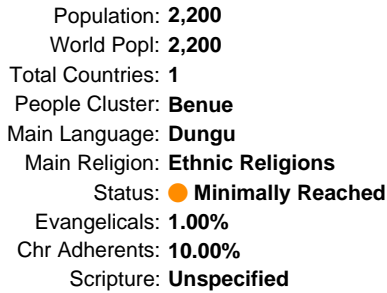 Population: 2,200
World Popl: 2,200
Total Countries: 1
People Cluster: Benue
Main Language: Dungu
Main Religion: Ethnic Religions
Status: Minimally Reached
Evangelicals: 1.00%
Chr Adherents: 10.00%
Scripture: Unspecified